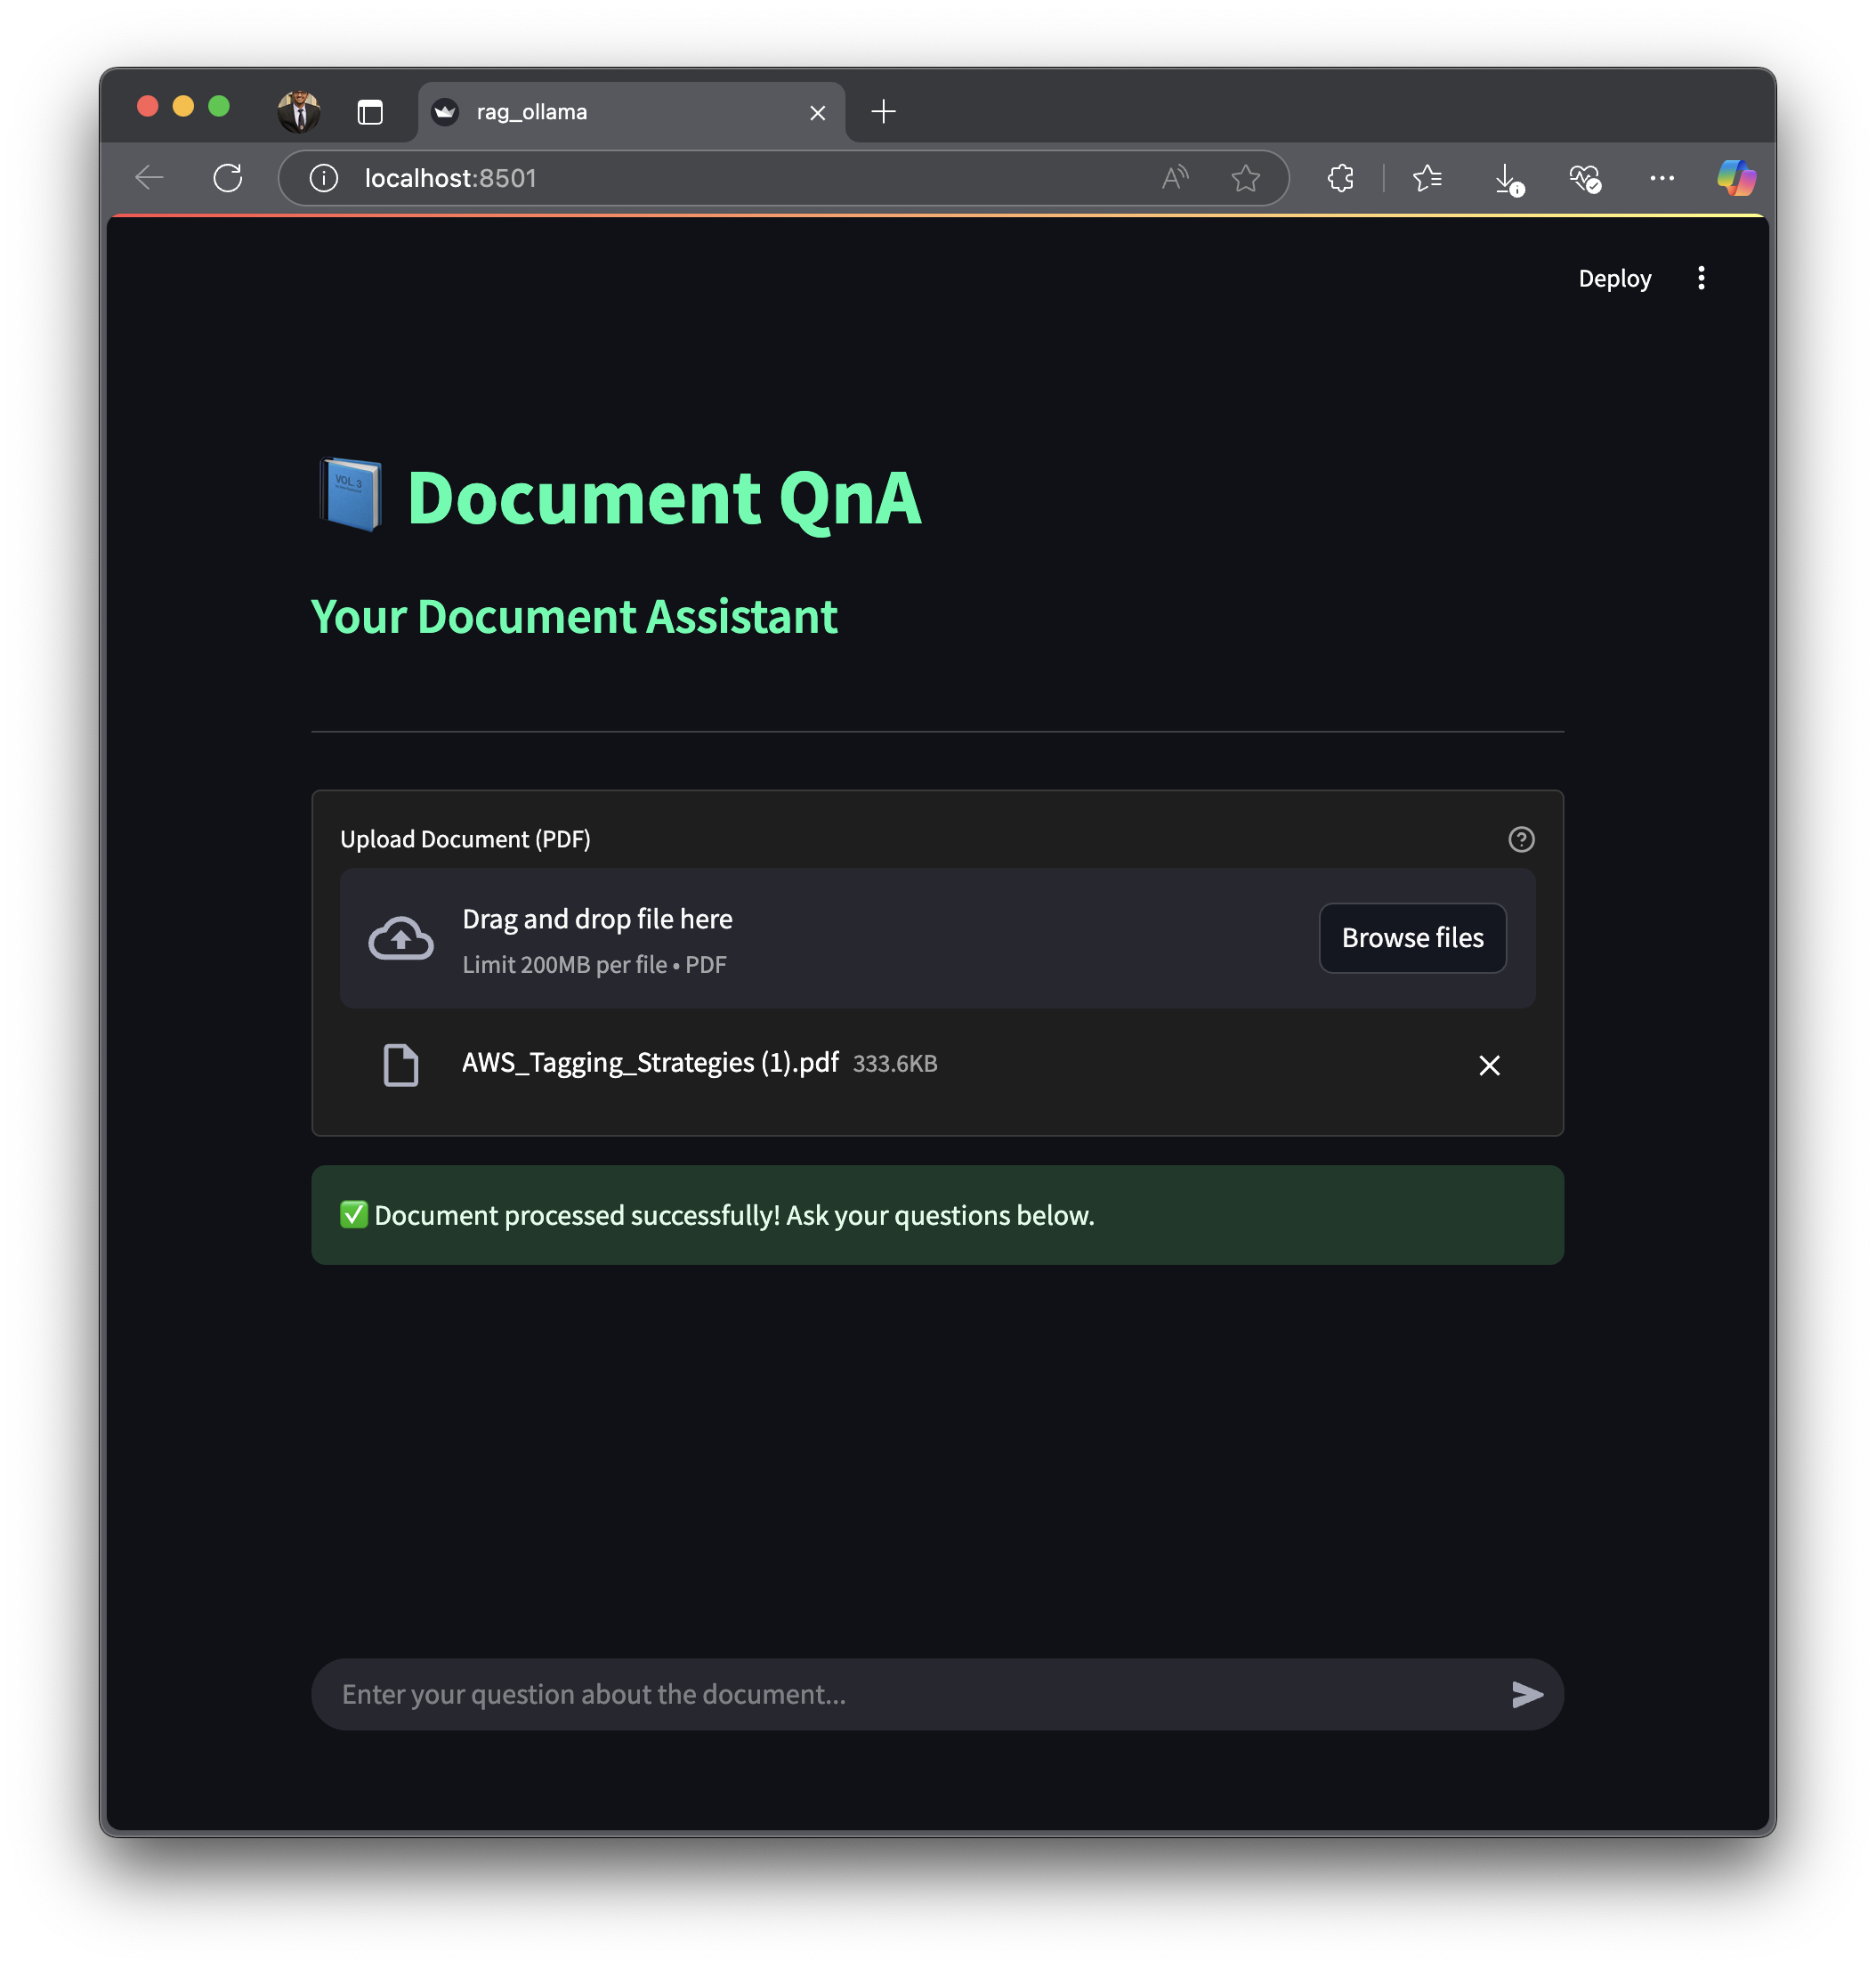 rag_ollama
localhost:8501
Deploy
VOL. 3
Document QnA
Your Document Assistant
Upload Document (PDF)
Drag and drop file here
Limit 200MB per file • PDF
Browse files
AWS_Tagging_Strategies (1).pdf 333.6KB
✅ Document processed successfully! Ask your questions below.
Enter your question about the document...